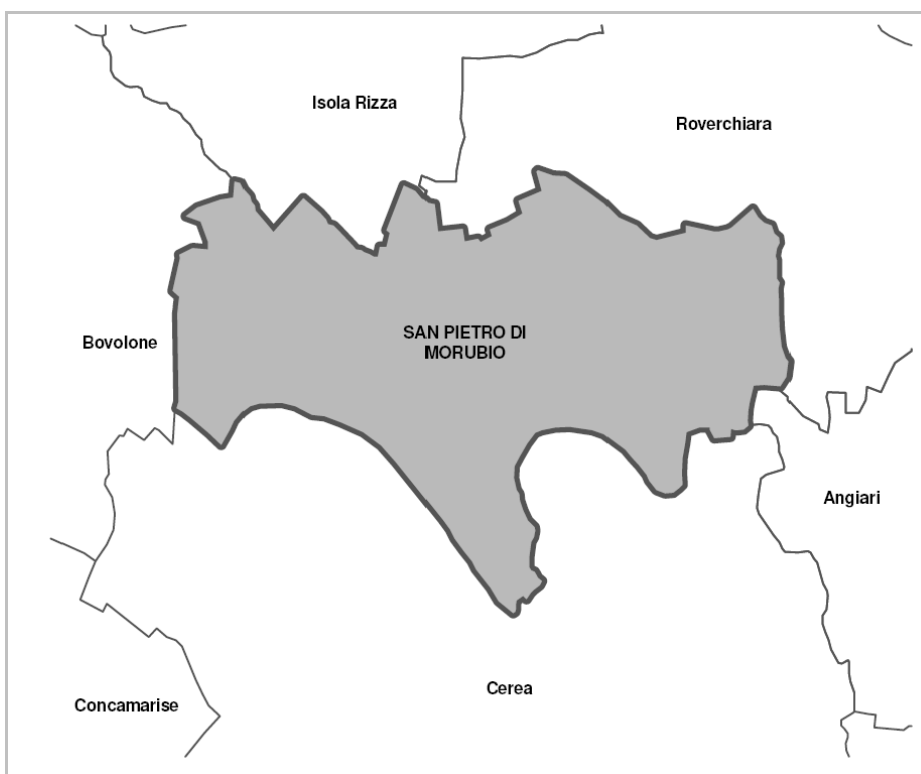 Isola Rizza
Roverchiara
SAN PIETRO DI
MORUBIO
Bovolone
Angiari
Cerea
Concamarise